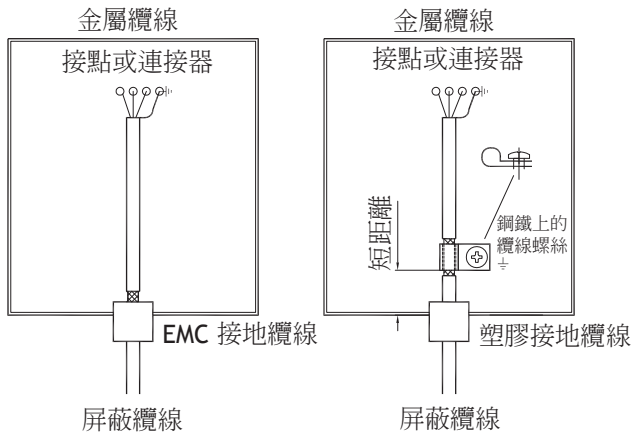 金屬纜線
接點或連接器
EMC 接地纜線
屏蔽纜線
金屬纜線
接點或連接器
短距離
鋼鐵上的
纜線螺絲
塑膠接地纜線
屏蔽纜線